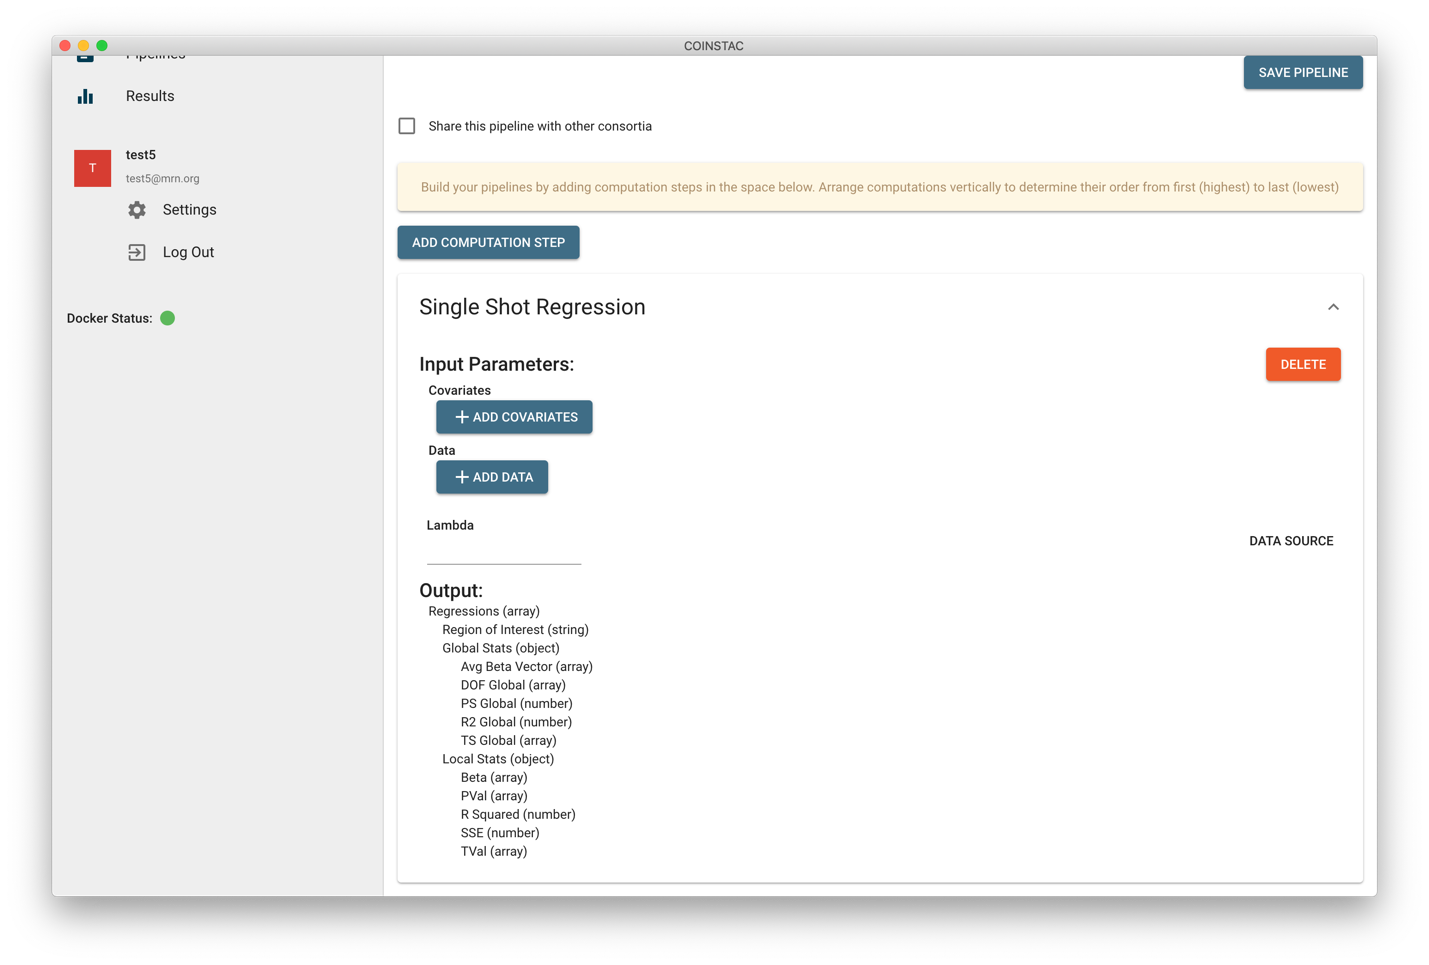 COINSTAC
Pipelines
Results
test5
T
test5@mrn.org
Settings
Log Out
Docker Status:
SAVE PIPELINE
Share this pipeline with other consortia
Build your pipelines by adding computation steps in the space below. Arrange computations vertically to determine their order from first (highest) to last (lowest)
ADD COMPUTATION STEP
Single Shot Regression
Input Parameters:
DELETE
Covariates
+ ADD COVARIATES
Data
+ ADD DATA
Lambda
DATA SOURCE
Output:
Regressions (array)
Region of Interest (string)
Global Stats (object)
Avg Beta Vector (array)
DOF Global (array)
PS Global (number)
R2 Global (number)
TS Global (array)
Local Stats (object)
Beta (array)
PVal (array)
R Squared (number)
SSE (number)
TVal (array)